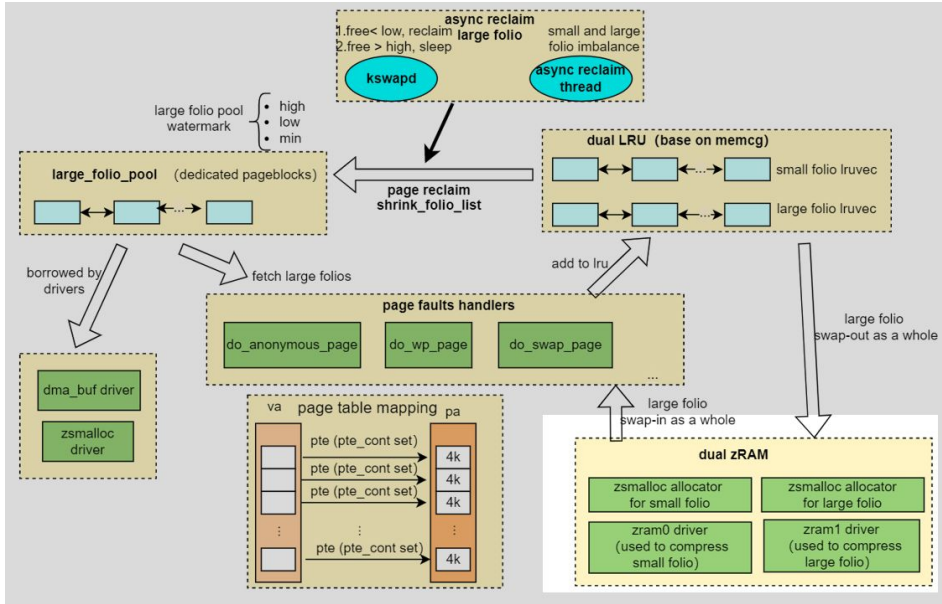 async reclaim
large folio
1.free< low, reclaim
2.free > high, sleep
small and large
folio imbalance
kswapd
async reclaim
thread
large folio pool
watermark
• high
• low
• min
large_folio_pool (dedicated pageblocks)
...
page reclaim
shrink_folio_list
dual LRU (base on memcg)
... small folio lruvec
... large folio lruvec
borrowed by
drivers
fetch large folios
add to lru
page faults handlers
do_anonymous_page
do_wp_page
do_swap_page
...
large folio
swap-out as a whole
dma_buf driver
zsmalloc
driver
large folio
swap-in as a whole
va page table mapping pa
pte (pte_cont set) 4k
pte (pte_cont set) 4k
pte (pte_cont set) 4k
⋮ ⋮ ⋮
pte (pte_cont set) 4k
dual zRAM
zsmalloc allocator
for small folio
zsmalloc allocator
for large folio
zram0 driver
(used to compress
small folio)
zram1 driver
(used to compress
large folio)